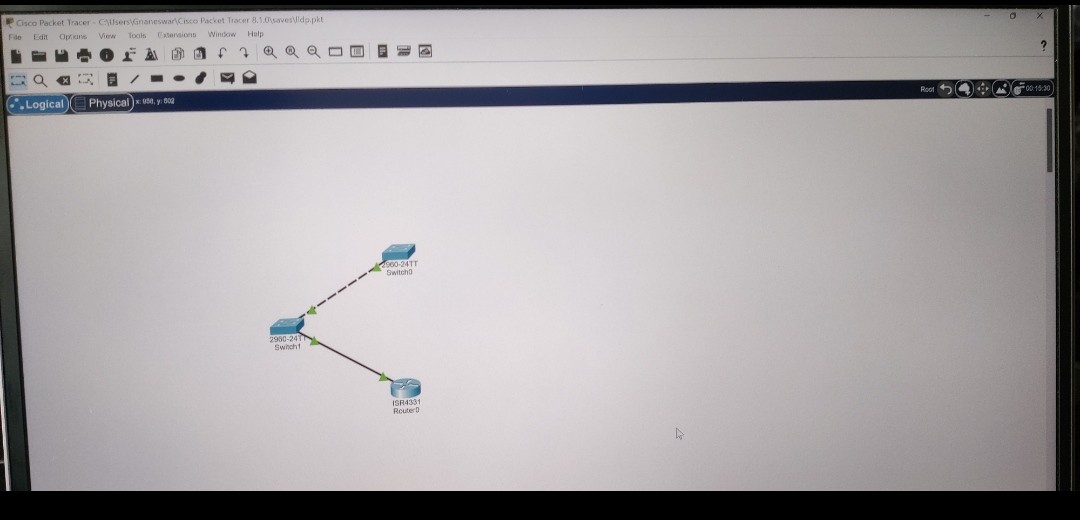 Cisco Packet Tracer - C:\Users\Gnaneswar\Cisco Packet Tracer 8.1.0\saves\lldp.pkt
File Edit Options View Tools Extensions Window Help
?
Logical Physical x: 958, y: 502 Root 00:15:30
2960-24TT
Switch0
2960-24TT
Switch1
ISR4331
Router0